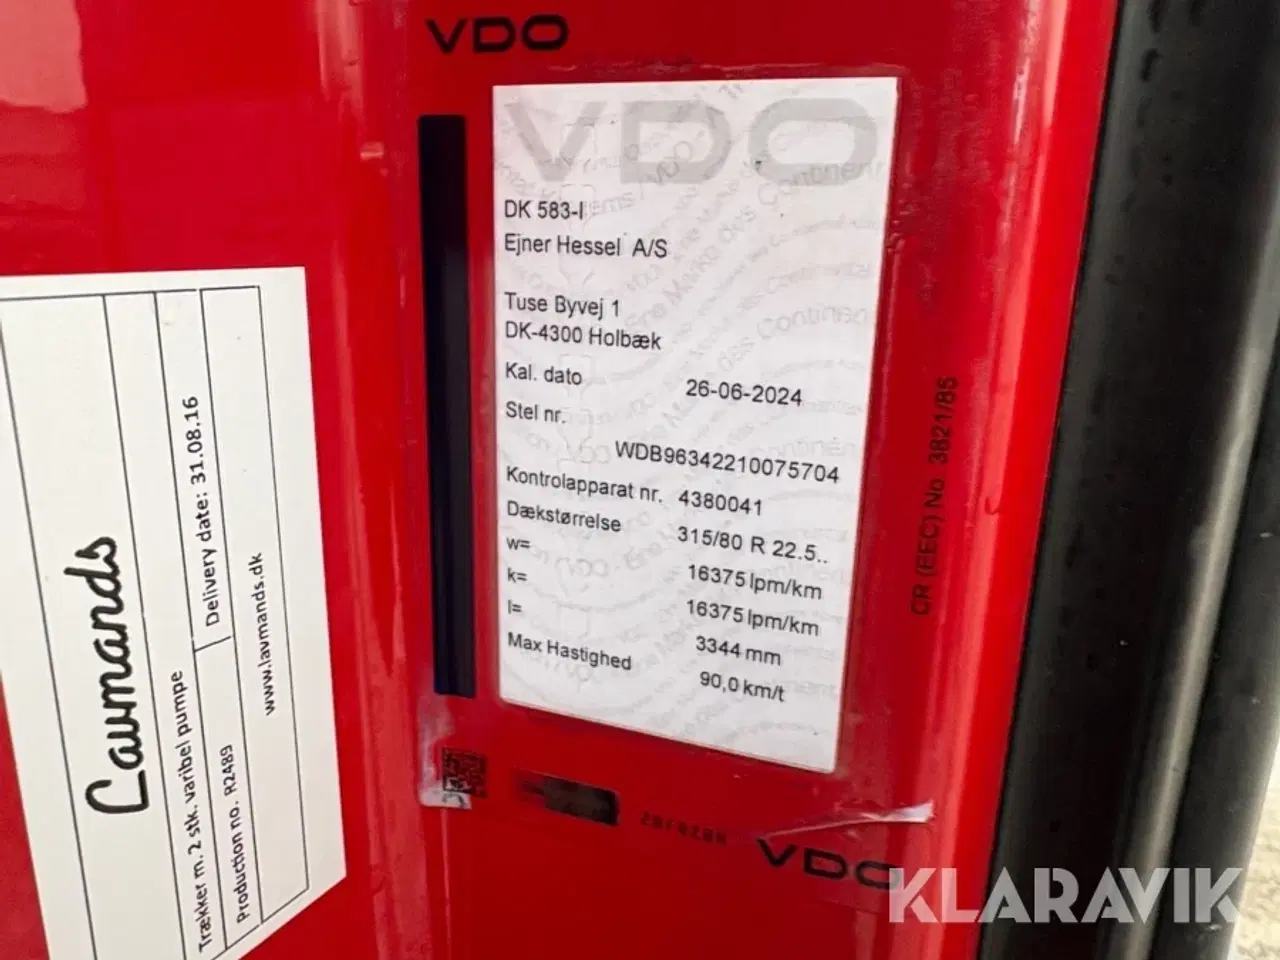 VDO
VDO
DK 583-I
Ejner Hessel A/S
Tuse Byvej 1
DK-4300 Holbæk
Kal. dato 26-06-2024
Stel nr.
WDB96342210075704
Kontrolapparat nr. 4380041
Dækstørrelse 315/80 R 22.5..
w= 16375 lpm/km
k= 16375 lpm/km
l= 3344 mm
Max Hastighed 90,0 km/t
CR (EEC) No 3821/85
VDO
Lavmands
Trækker m. 2 stk. varibel pumpe
Production no. R2489
Delivery date: 31.08.16
www.lavmands.dk
KLARAVIK